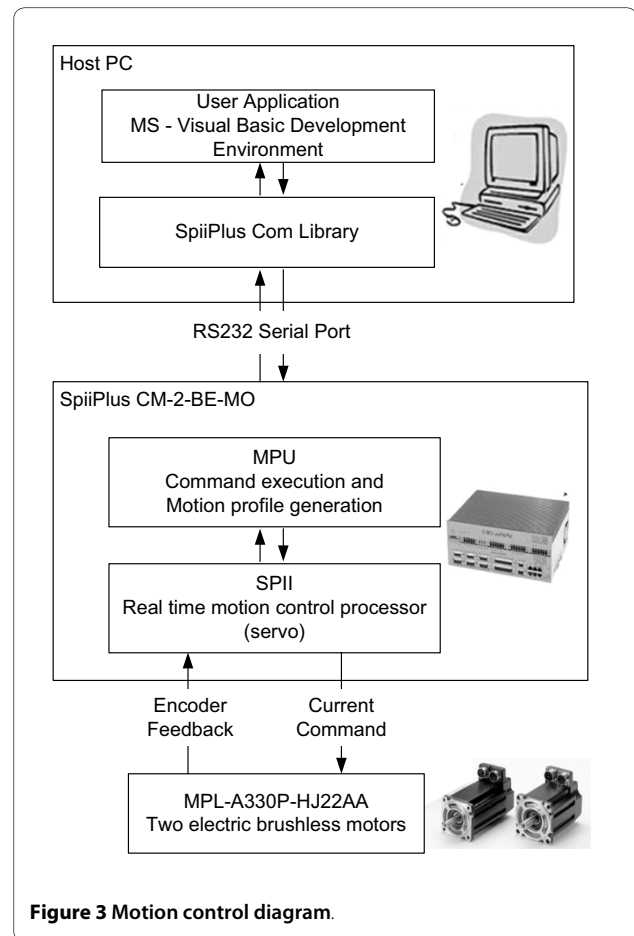 Host PC
User Application
MS - Visual Basic Development
Environment
SpiiPlus Com Library
RS232 Serial Port
SpiiPlus CM-2-BE-MO
MPU
Command execution and
Motion profile generation
SPII
Real time motion control processor
(servo)
Encoder
Feedback
Current
Command
MPL-A330P-HJ22AA
Two electric brushless motors
Figure 3 Motion control diagram.